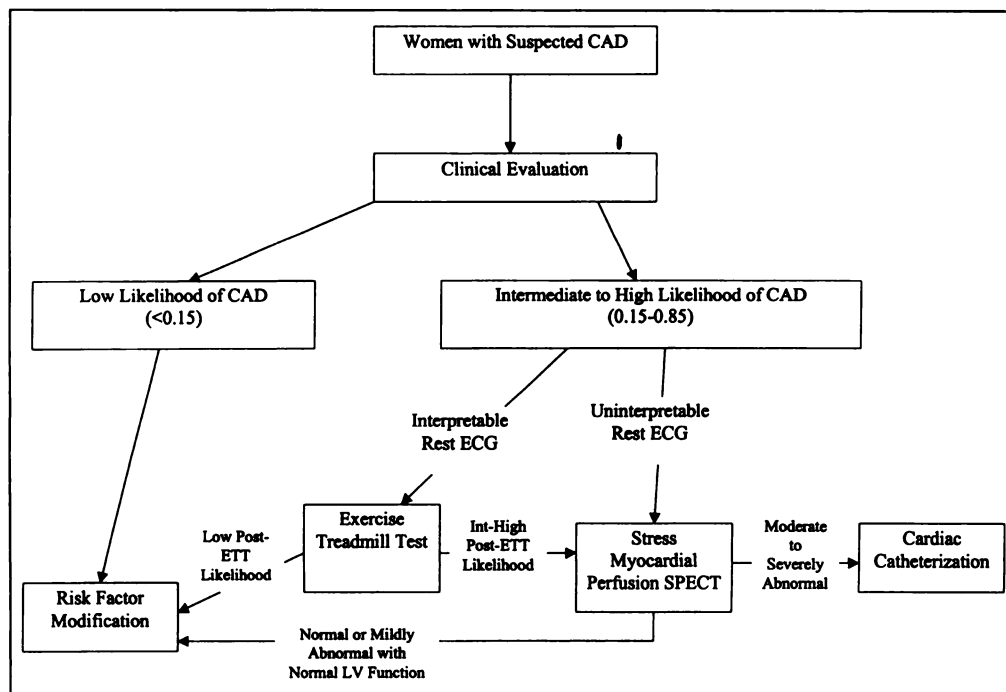 Women with Suspected CAD
Clinical Evaluation
Low Likelihood of CAD
(<0.15)
Intermediate to High Likelihood of CAD
(0.15-0.85)
Interpretable
Rest ECG
Uninterpretable
Rest ECG
Exercise
Treadmill Test
Low Post-
ETT
Likelihood
Int-High
Post-ETT
Likelihood
Stress
Myocardial
Perfusion SPECT
Moderate
to
Severely
Abnormal
Cardiac
Catheterization
Risk Factor
Modification
Normal or Mildly
Abnormal with
Normal LV Function